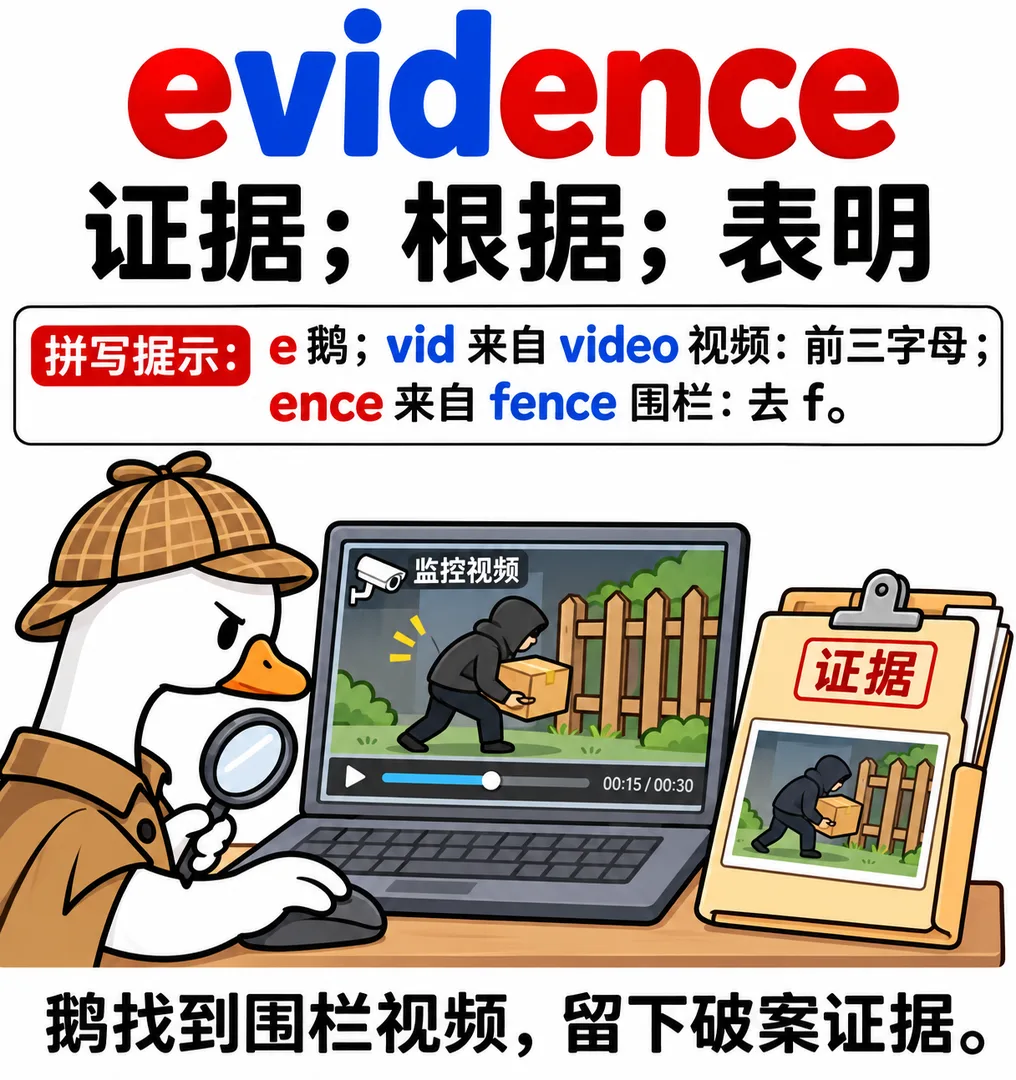 evidence
证据；根据；表明
拼写提示： e 鹅；vid 来自 video 视频：前三字母；
ence 来自 fence 围栏：去 f。
监控视频
00:15 / 00:30
证据
鹅找到围栏视频，留下破案证据。